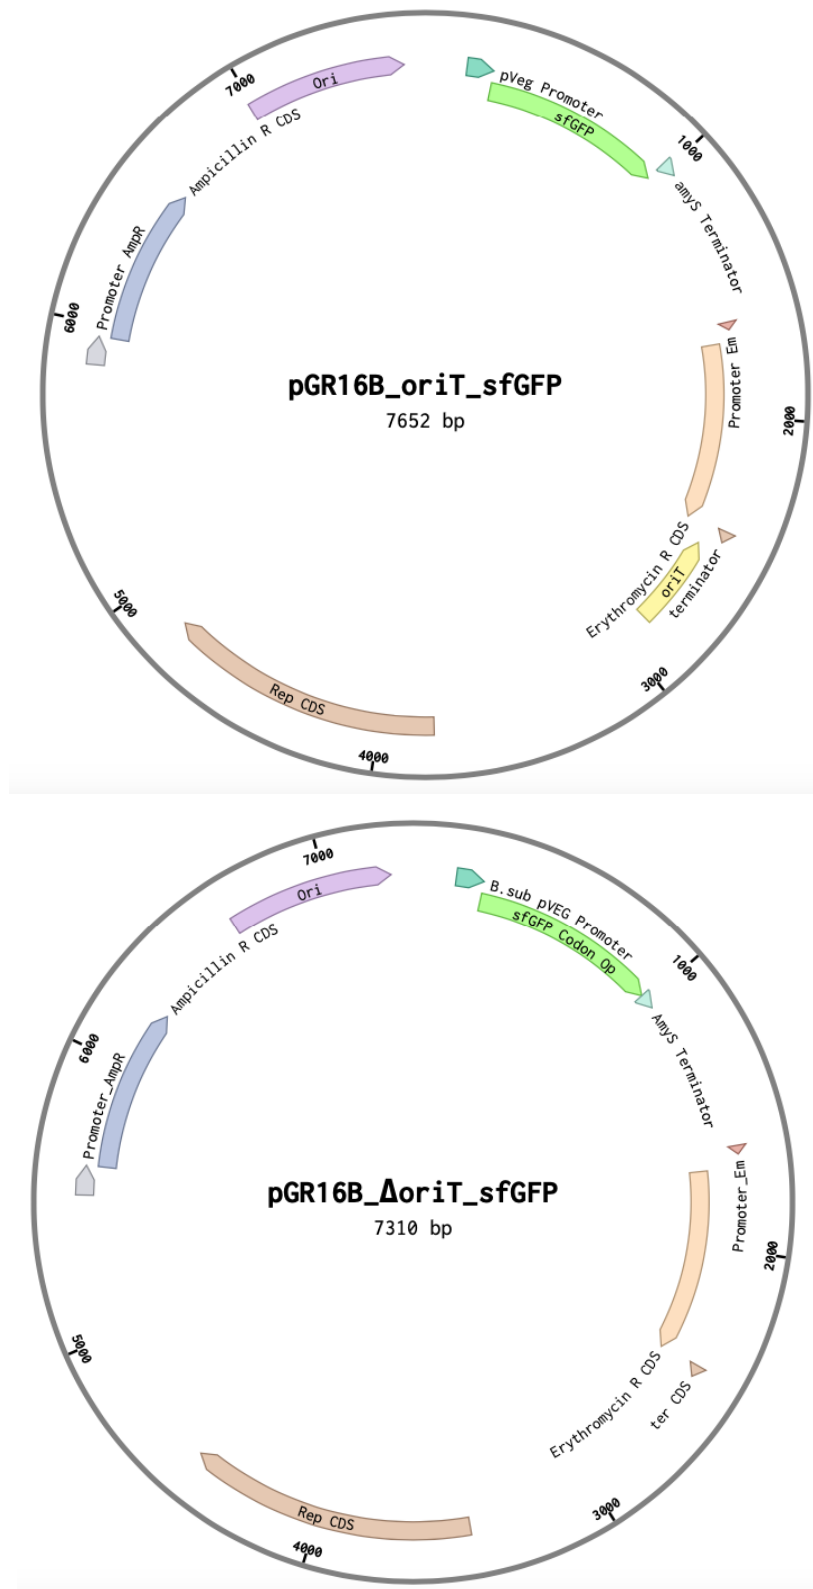 Ori
pVeg Promoter
7000
sfGFP
Ampicillin R CDS
1000
amyS Terminator
Promoter AmpR
6000
pGR16B_oriT_sfGFP
7652 bp
Promoter Em
2000
Erythromycin R CDS
oriT
terminator
5000
3000
Rep CDS
4000
7000
Ori
B.sub pVEG Promoter
sfGFP Codon Op
Ampicillin R CDS
1000
AmyS Terminator
6000
Promoter_AmpR
pGR16B_ΔoriT_sfGFP
7310 bp
Promoter_Em
2000
5000
Erythromycin R CDS
ter CDS
3000
Rep CDS
4000